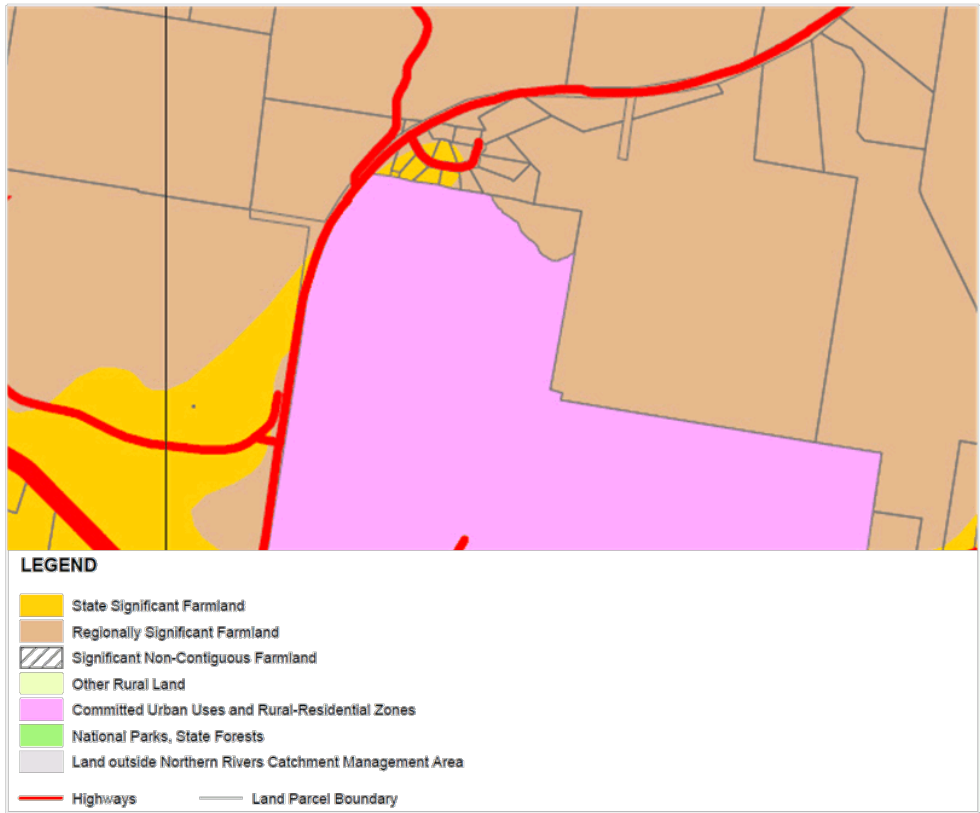 LEGEND
State Significant Farmland
Regionally Significant Farmland
Significant Non-Contiguous Farmland
Other Rural Land
Committed Urban Uses and Rural-Residential Zones
National Parks, State Forests
Land outside Northern Rivers Catchment Management Area
Highways Land Parcel Boundary